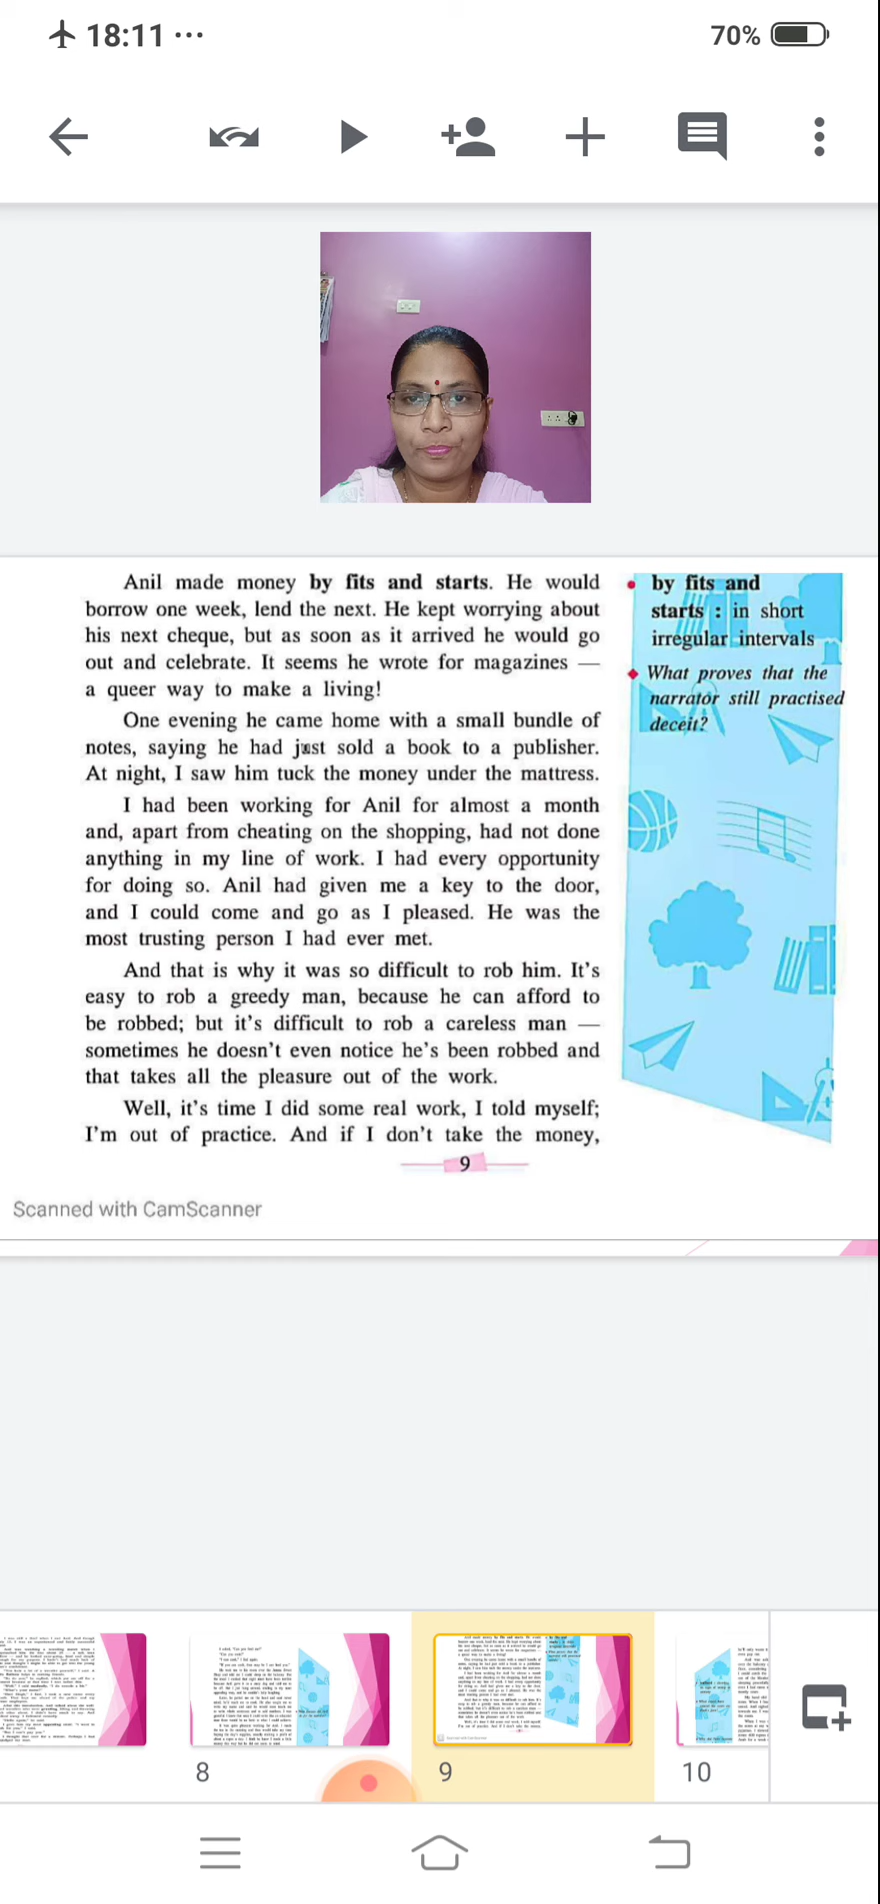 18:11 ...
70%
Anil made money by fits and starts. He would
borrow one week, lend the next. He kept worrying about
his next cheque, but as soon as it arrived he would go
out and celebrate. It seems he wrote for magazines —
a queer way to make a living!
One evening he came home with a small bundle of
notes, saying he had just sold a book to a publisher.
At night, I saw him tuck the money under the mattress.
I had been working for Anil for almost a month
and, apart from cheating on the shopping, had not done
anything in my line of work. I had every opportunity
for doing so. Anil had given me a key to the door,
and I could come and go as I pleased. He was the
most trusting person I had ever met.
And that is why it was so difficult to rob him. It's
easy to rob a greedy man, because he can afford to
be robbed; but it's difficult to rob a careless man —
sometimes he doesn't even notice he's been robbed and
that takes all the pleasure out of the work.
Well, it's time I did some real work, I told myself;
I'm out of practice. And if I don't take the money,
by fits and
starts : in short
irregular intervals
What proves that the
narrator still practised
deceit?
9
Scanned with CamScanner
8
9
10